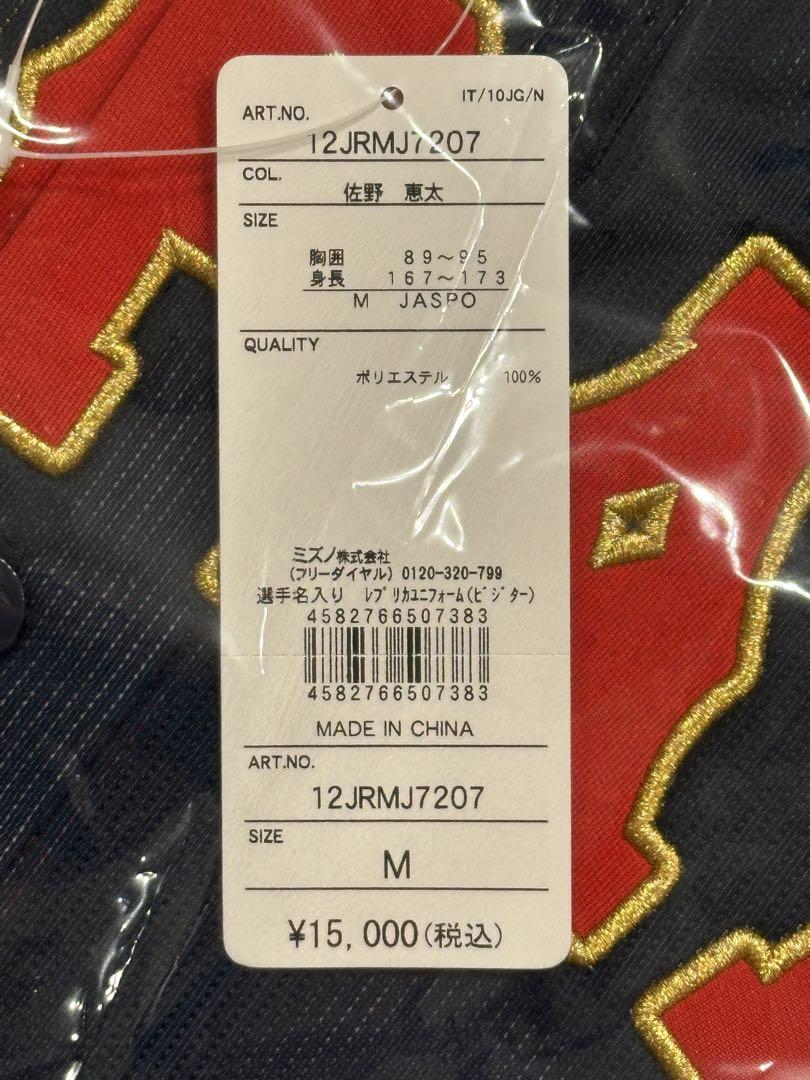 IT/10JG/N
ART.NO.
12JRMJ7207
COL.
佐野 恵太
SIZE
胸囲 89~95
身長 167~173
M JASPO
QUALITY
ポリエステル 100%
ミズノ株式会社
(フリーダイヤル) 0120-320-799
選手名入り ﾚﾌﾟﾘｶﾕﾆﾌｫｰﾑ(ﾋﾞｼﾞﾀｰ)
4582766507383
4582766507383
MADE IN CHINA
ART.NO.
12JRMJ7207
SIZE
M
¥15,000(税込)